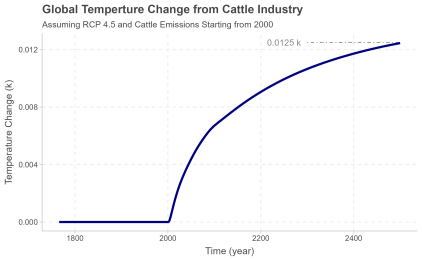 Global Temperture Change from Cattle Industry
Assuming RCP 4.5 and Cattle Emissions Starting from 2000
0.0125 k
0.012
0.008
0.004
0.000
Temperature Change (k)
1800
2000
2200
2400
Time (year)